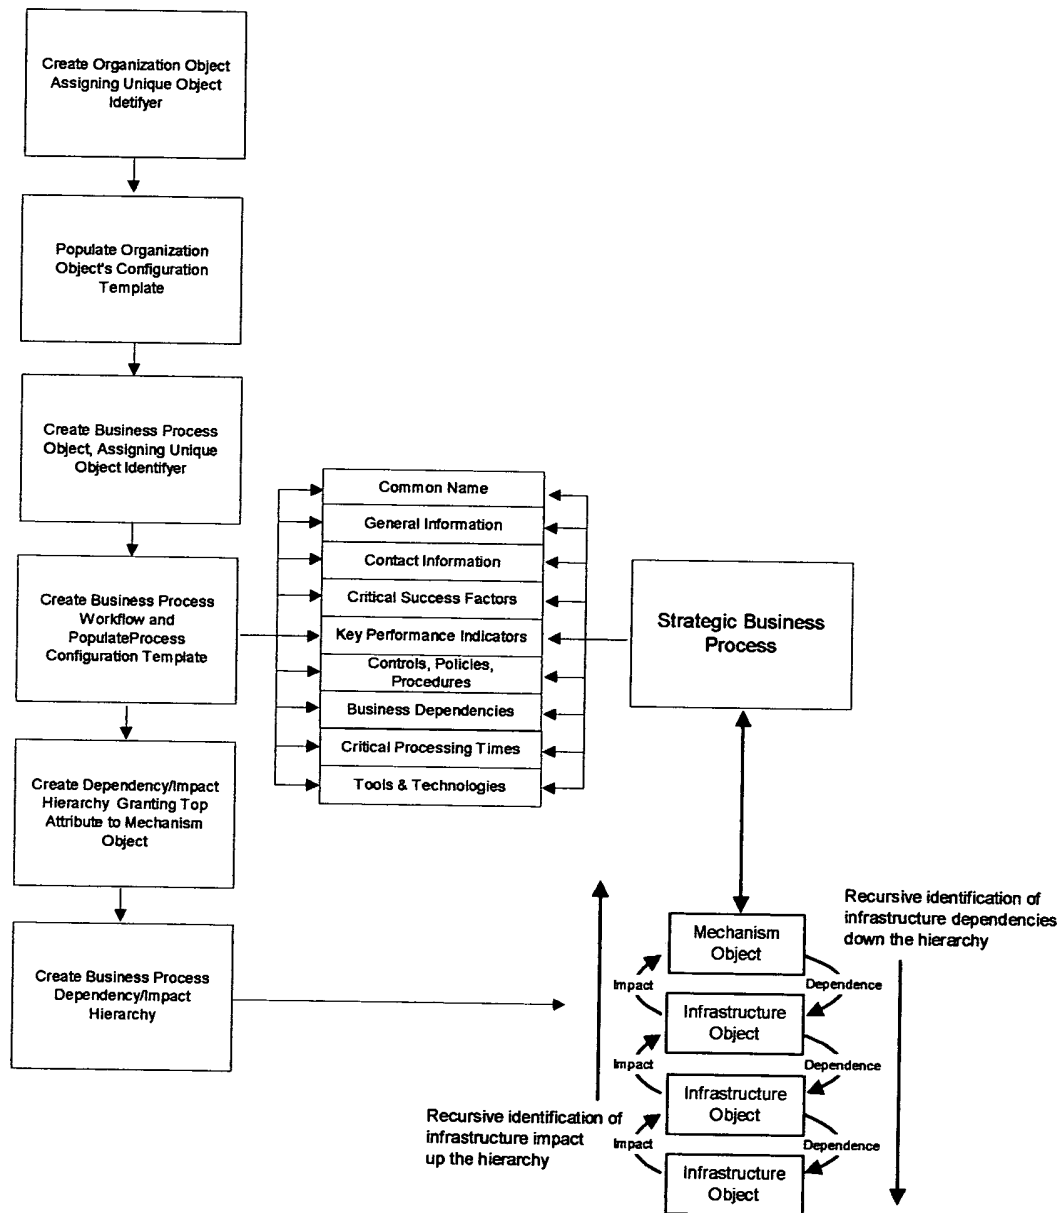 Create Organization Object
Assigning Unique Object
Idetifyer
Populate Organization
Object's Configuration
Template
Create Business Process
Object, Assigning Unique
Object Identifyer
Create Business Process
Workflow and
PopulateProcess
Configuration Template
Create Dependency/Impact
Hierarchy Granting Top
Attribute to Mechanism
Object
Create Business Process
Dependency/Impact
Hierarchy
Common Name
General Information
Contact Information
Critical Success Factors
Key Performance Indicators
Controls, Policies,
Procedures
Business Dependencies
Critical Processing Times
Tools & Technologies
Strategic Business
Process
Recursive identification of
infrastructure dependencies
down the hierarchy
Mechanism
Object
Impact
Dependence
Infrastructure
Object
Impact
Dependence
Infrastructure
Object
Impact
Dependence
Infrastructure
Object
Recursive identification of
infrastructure impact
up the hierarchy